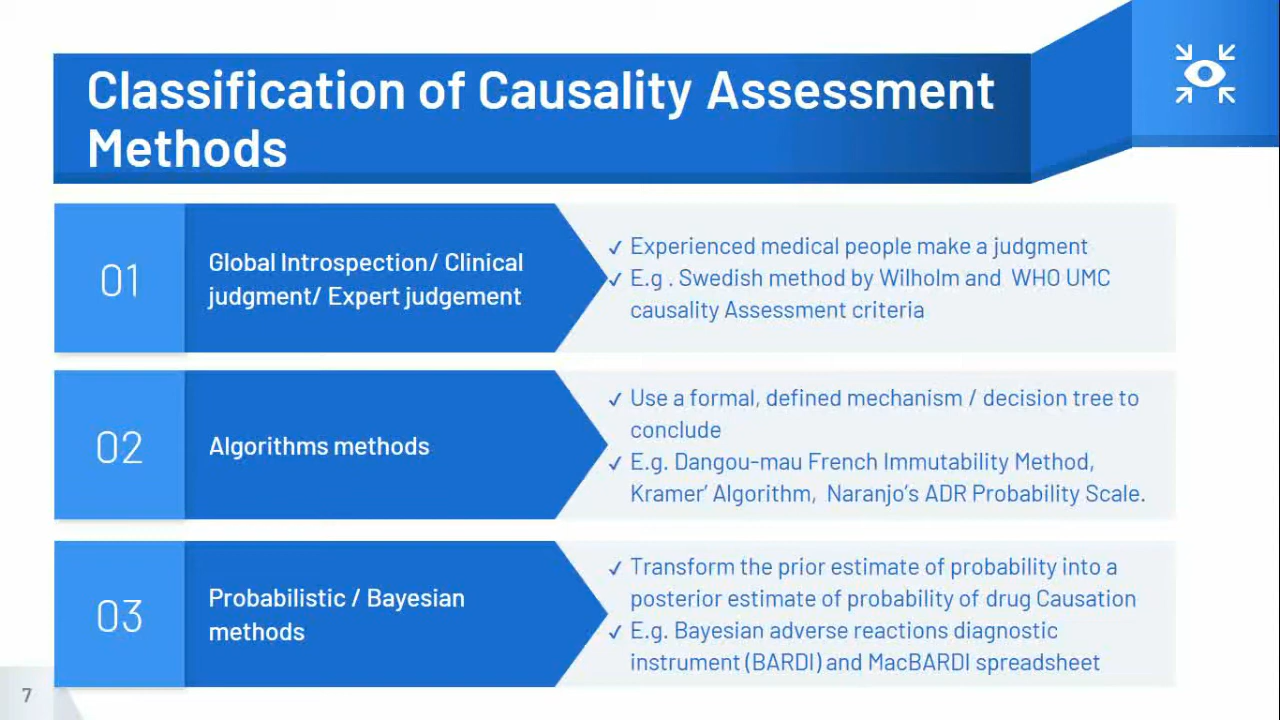 Classification of Causality Assessment
Methods
01
Global Introspection/ Clinical
judgment/ Expert judgement
✓ Experienced medical people make a judgment
✓ E.g . Swedish method by Wilholm and WHO UMC
causality Assessment criteria
02
Algorithms methods
✓ Use a formal, defined mechanism / decision tree to
conclude
✓ E.g. Dangou-mau French Immutability Method,
Kramer’ Algorithm, Naranjo’s ADR Probability Scale.
03
Probabilistic / Bayesian
methods
✓ Transform the prior estimate of probability into a
posterior estimate of probability of drug Causation
✓ E.g. Bayesian adverse reactions diagnostic
instrument (BARDI) and MacBARDI spreadsheet
7